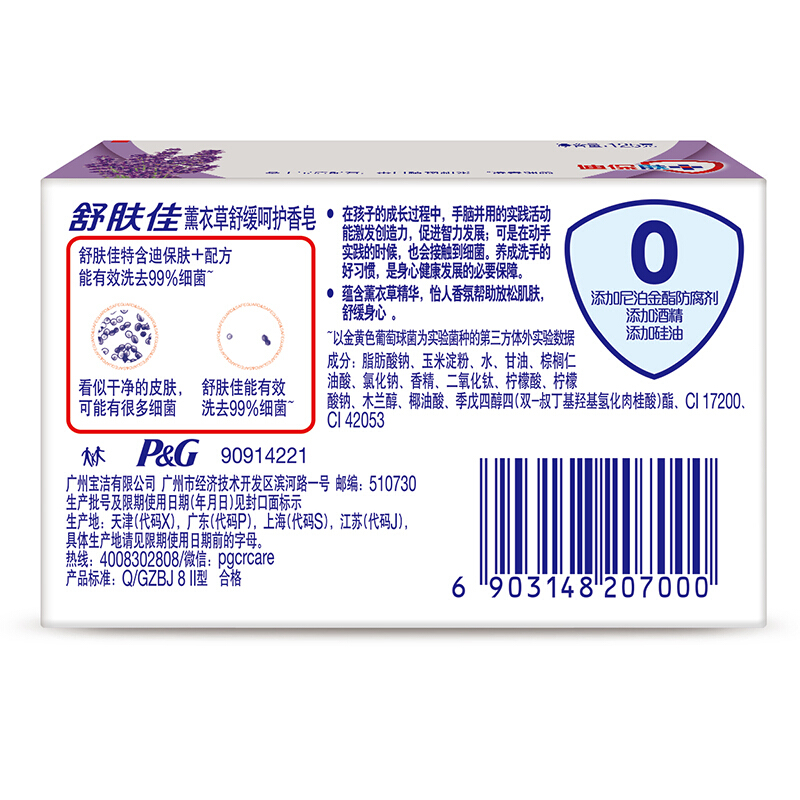 迪保肤
舒肤佳 薰衣草舒缓呵护香皂
舒肤佳特含迪保肤+配方
能有效洗去99%细菌~
看似干净的皮肤,
可能有很多细菌
舒肤佳能有效
洗去99%细菌~
• 在孩子的成长过程中,手脑并用的实践活动
能激发创造力,促进智力发展;可是在动手
实践的时候,也会接触到细菌。养成洗手的
好习惯,是身心健康发展的必要保障。
• 蕴含薰衣草精华,怡人香氛帮助放松肌肤,
舒缓身心 。
0
添加尼泊金酯防腐剂
添加酒精
添加硅油
~以金黄色葡萄球菌为实验菌种的第三方体外实验数据
成分:脂肪酸钠、玉米淀粉、水、甘油、棕榈仁
油酸、氯化钠、香精、二氧化钛、柠檬酸、柠檬
酸钠、木兰醇、椰油酸、季戊四醇四(双-叔丁基羟基氢化肉桂酸)酯、CI 17200、
CI 42053
P&G 90914221
广州宝洁有限公司 广州市经济技术开发区滨河路一号 邮编:510730
生产批号及限期使用日期(年月日)见封口面标示
生产地:天津(代码X),广东(代码P),上海(代码S),江苏(代码J),
具体生产地请见限期使用日期前的字母。
热线:4008302808/微信:pgcrcare
产品标准:Q/GZBJ 8 II型 合格
6 903148 207000